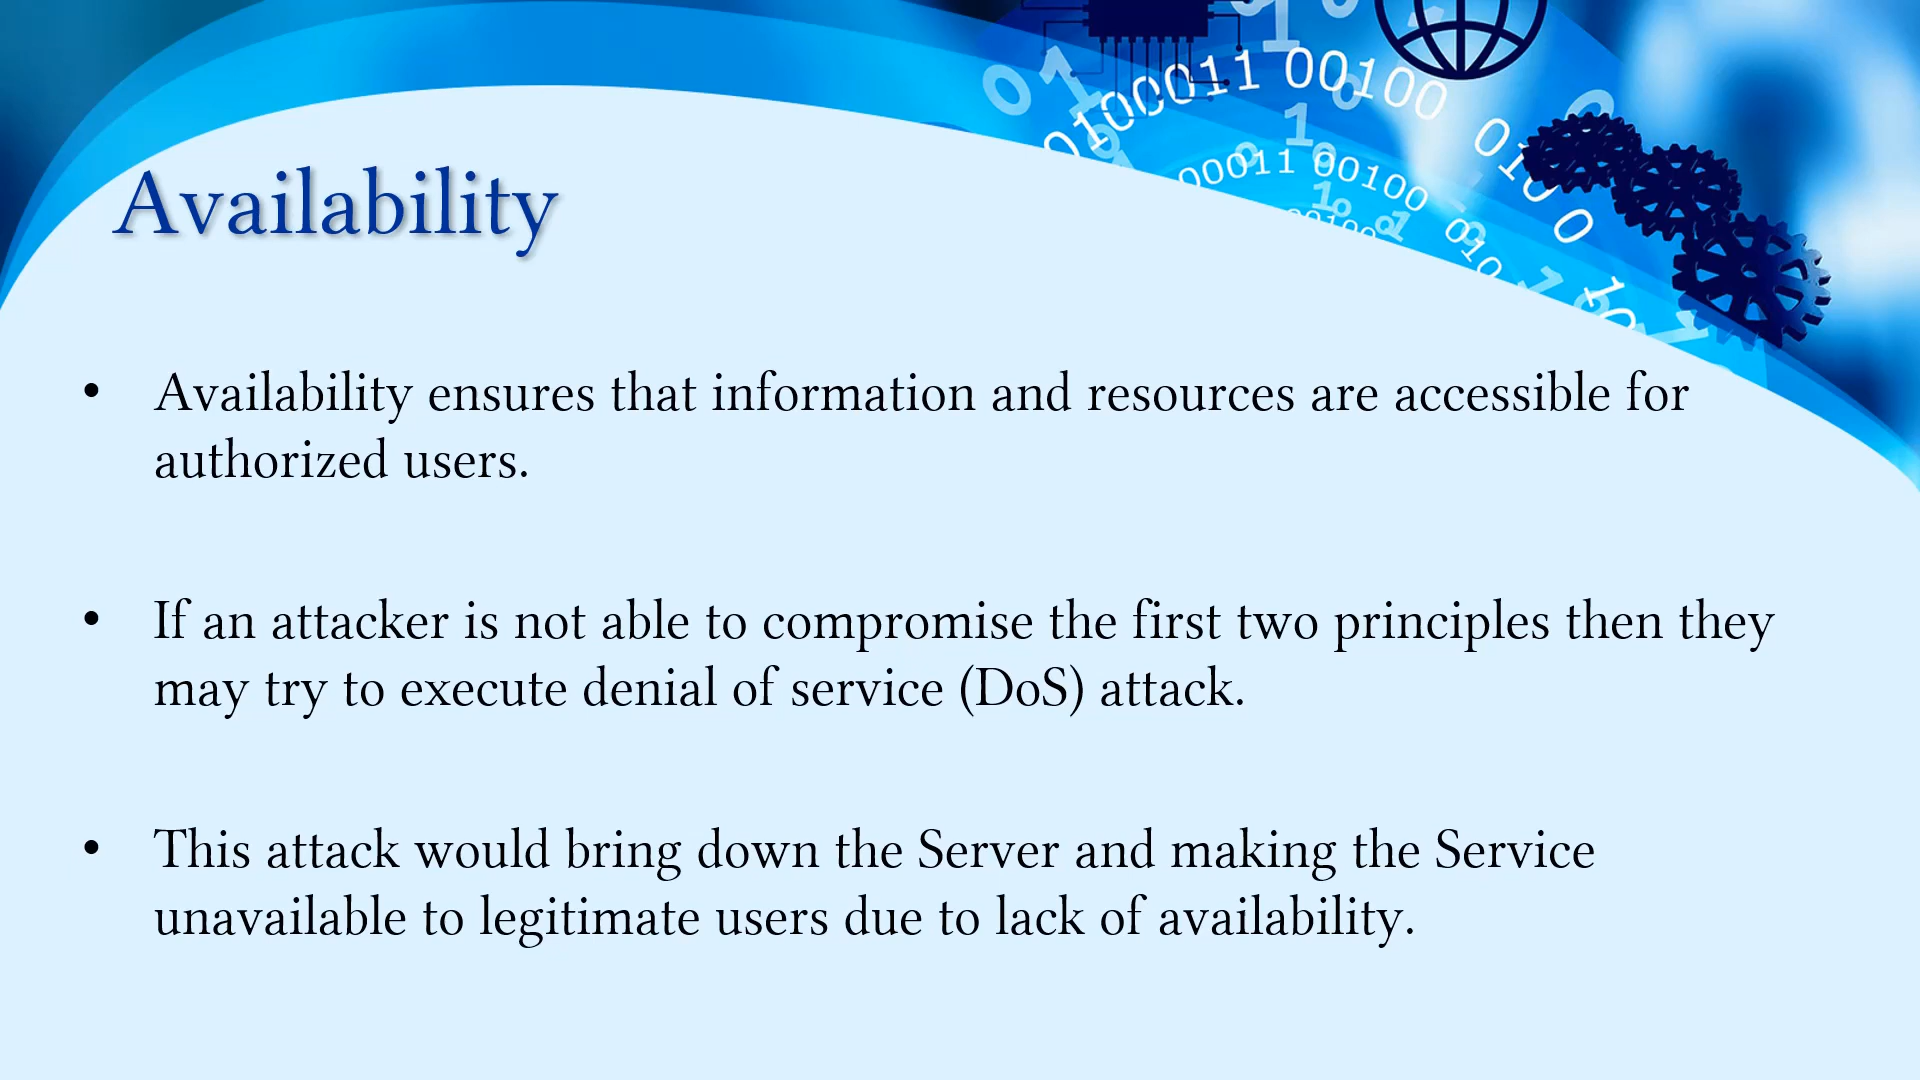 Availability
• Availability ensures that information and resources are accessible for
authorized users.
• If an attacker is not able to compromise the first two principles then they
may try to execute denial of service (DoS) attack.
• This attack would bring down the Server and making the Service
unavailable to legitimate users due to lack of availability.